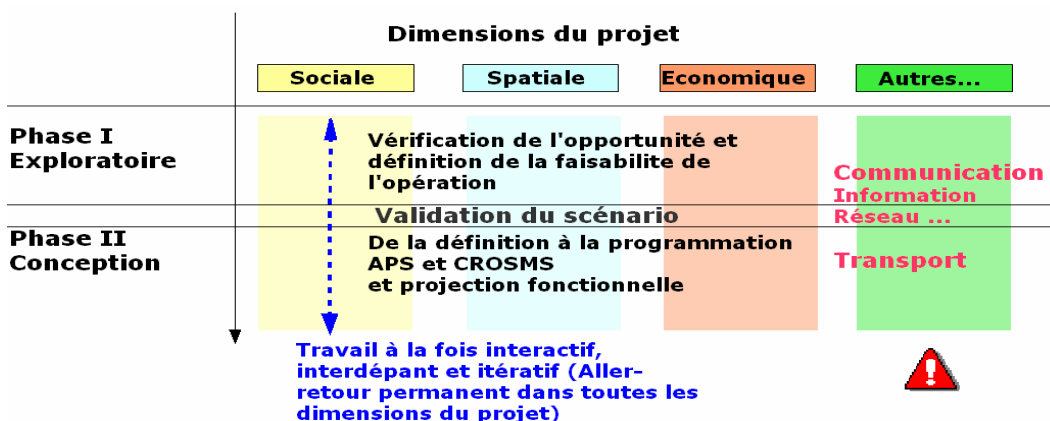 Dimensions du projet
Sociale
Spatiale
Economique
Autres...
Phase I
Exploratoire
Vérification de l'opportunité et
définition de la faisabilite de
l'opération
Communication
Information
Validation du scénario
Réseau ...
Phase II
Conception
De la définition à la programmation
APS et CROSMS
et projection fonctionnelle
Transport
Travail à la fois interactif,
interdépant et itératif (Aller-
retour permanent dans toutes les
dimensions du projet)
!